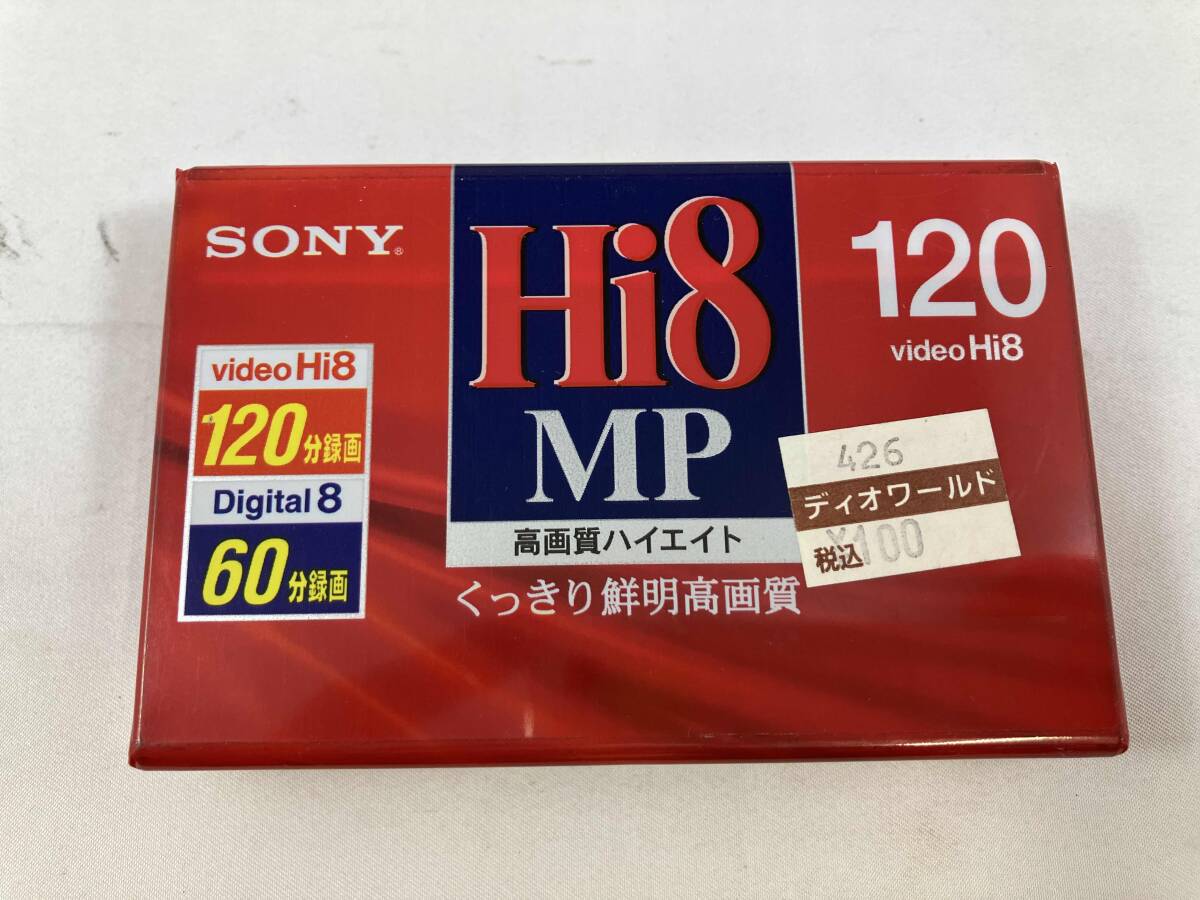 SONY®
Hi8
MP
高画質ハイエイト
くっきり鮮明高画質
120
video Hi8
video Hi8
120分録画
Digital 8
60分録画
426
ディオワールド
税込 ¥100